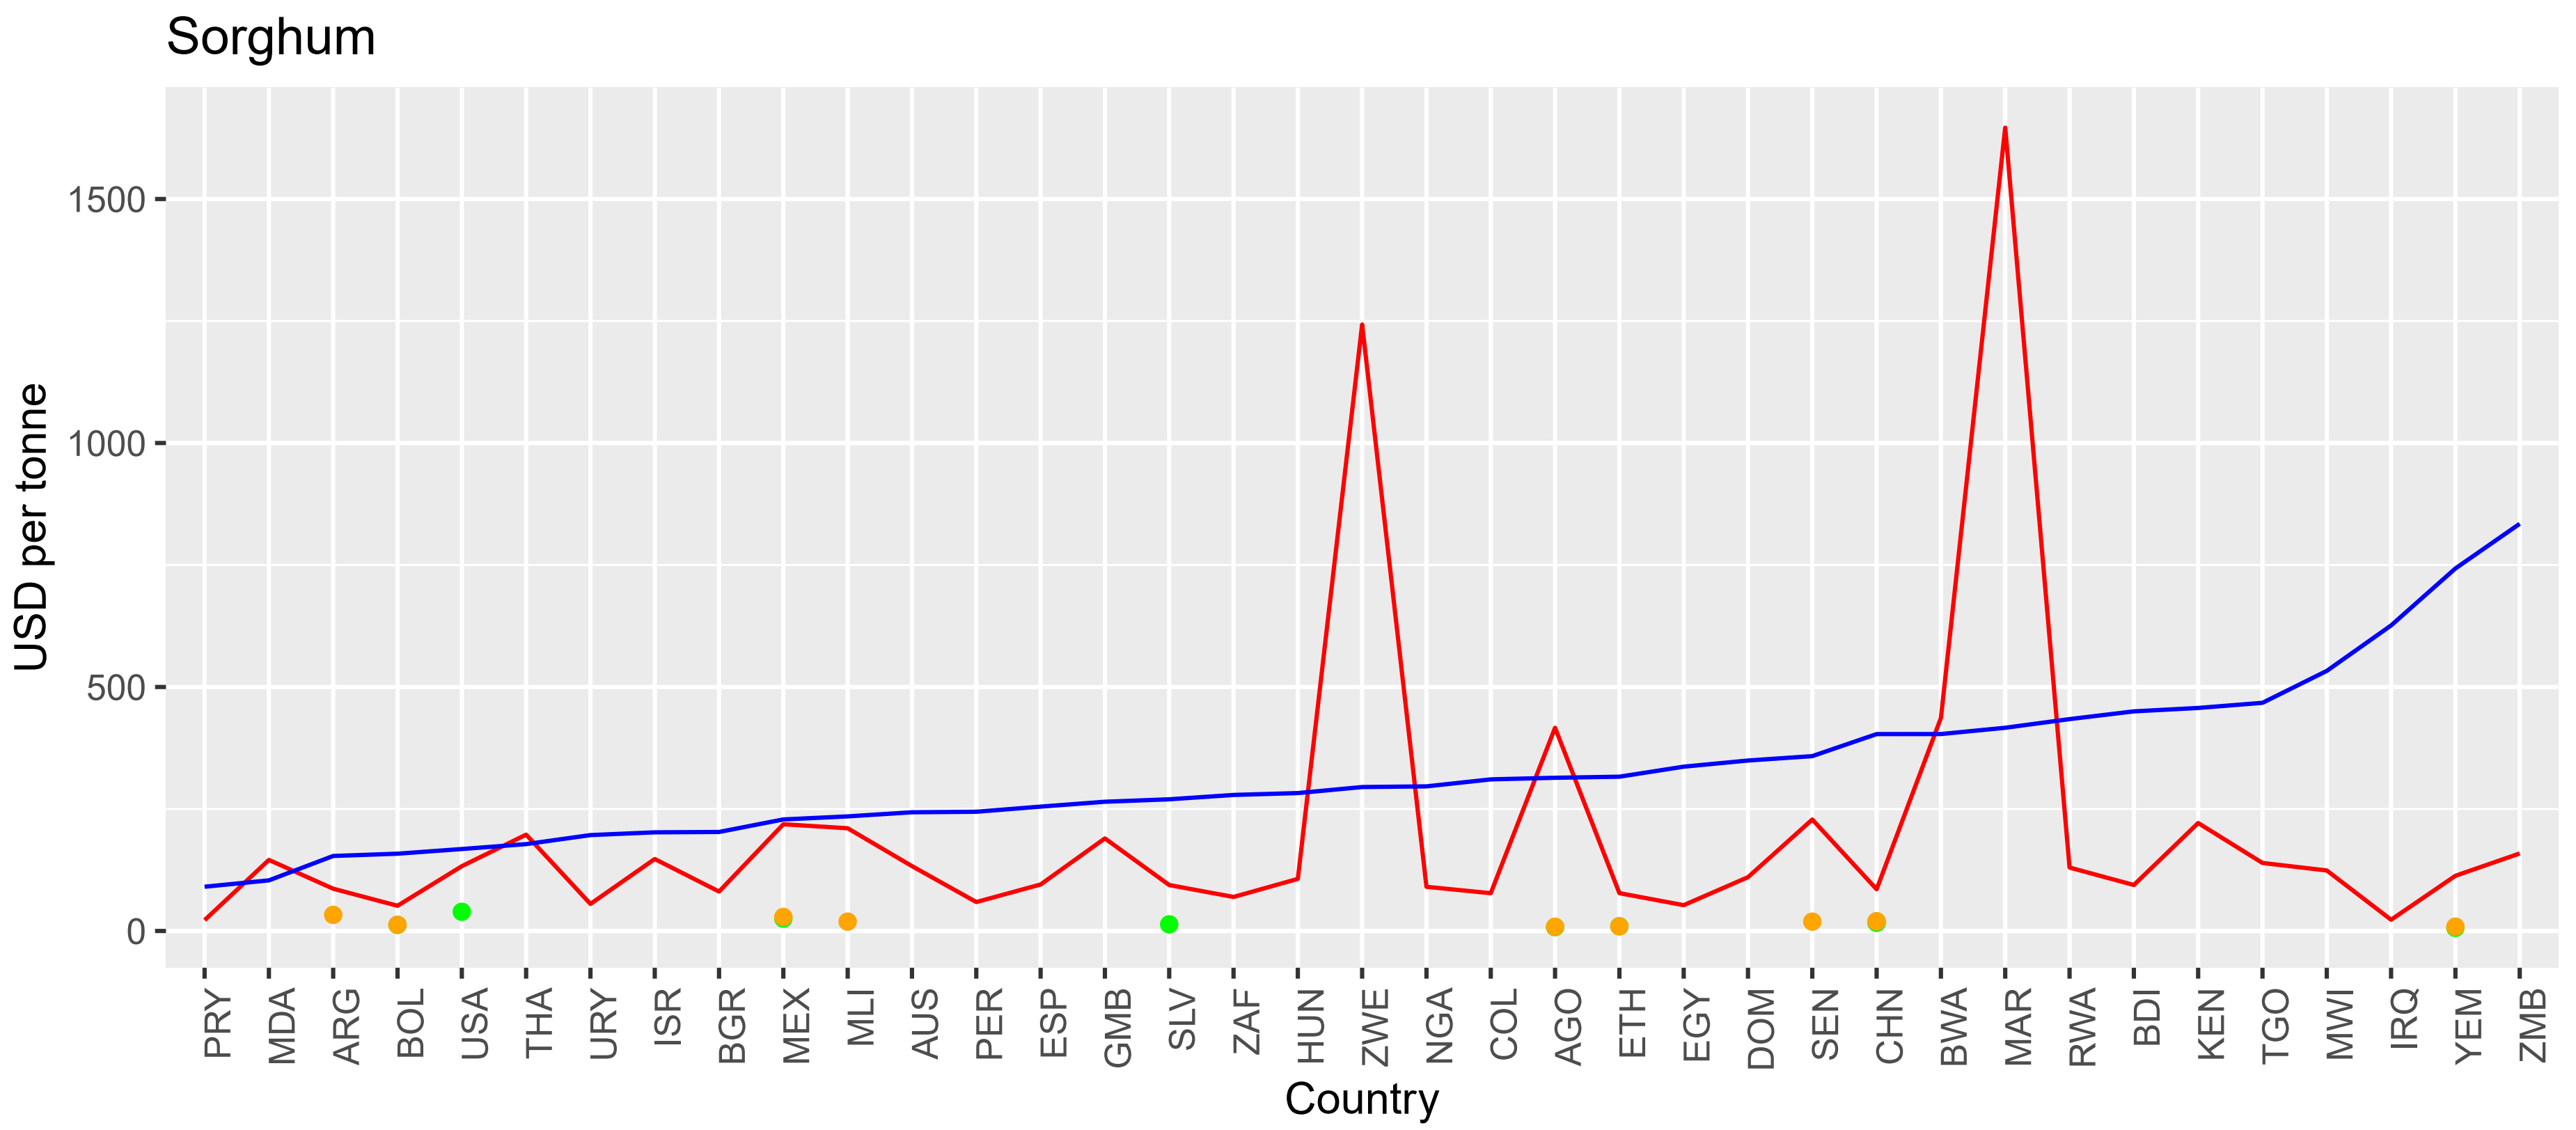 Sorghum
USD per tonne
1500
1000
500
0
PRY MDA ARG BOL USA THA URY ISR BGR MEX MLI AUS PER ESP GMB SLV ZAF HUN ZWE NGA COL AGO ETH EGY DOM SEN CHN BWA MAR RWA BDI KEN TGO MWI IRQ YEM ZMB
Country